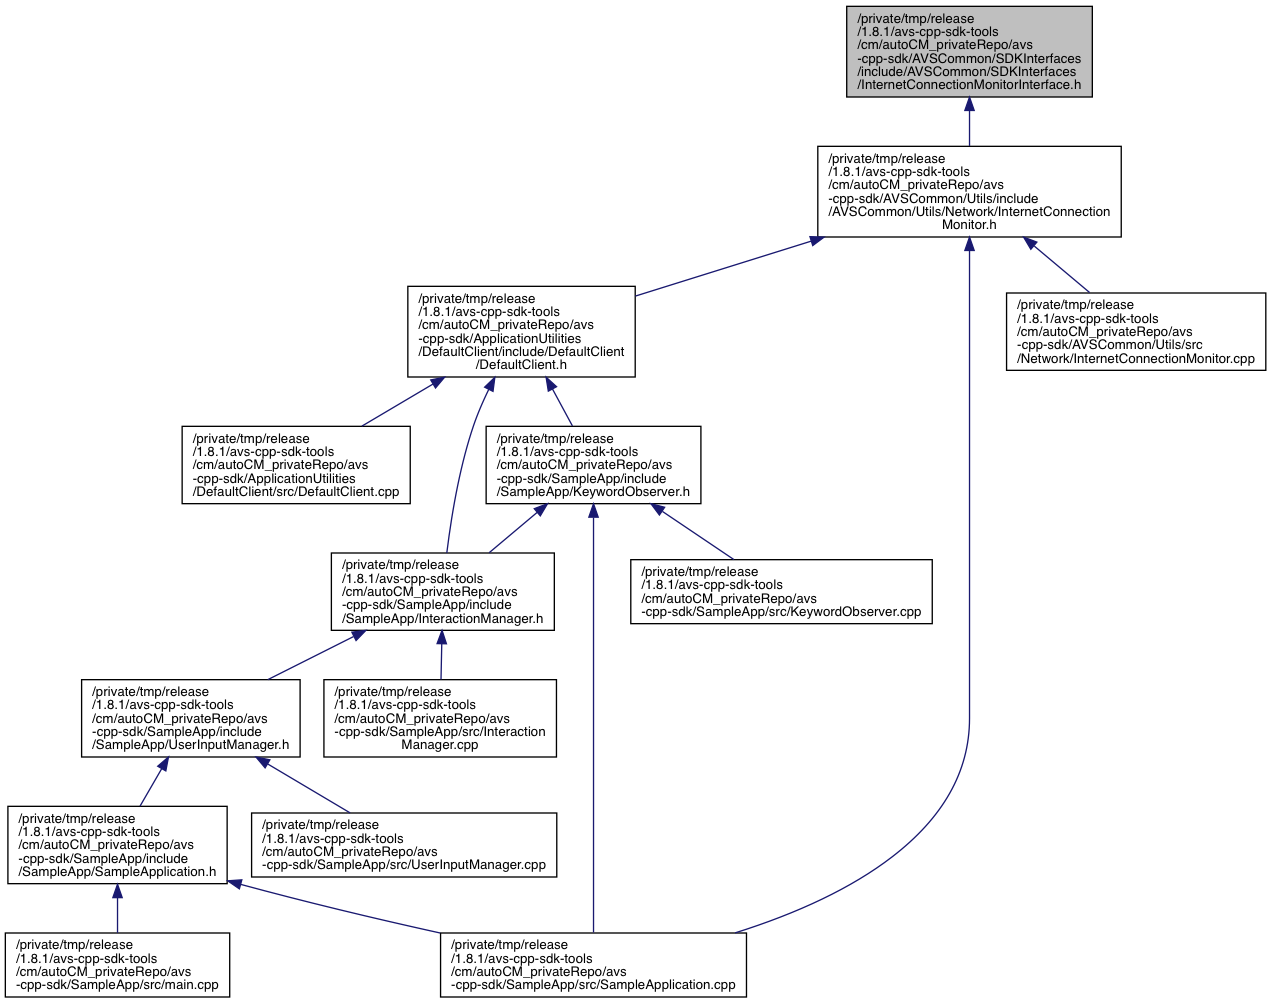 /private/tmp/release
/1.8.1/avs-cpp-sdk-tools
/cm/autoCM_privateRepo/avs
-cpp-sdk/AVSCommon/SDKInterfaces
/include/AVSCommon/SDKInterfaces
/InternetConnectionMonitorInterface.h
/private/tmp/release
/1.8.1/avs-cpp-sdk-tools
/cm/autoCM_privateRepo/avs
-cpp-sdk/AVSCommon/Utils/include
/AVSCommon/Utils/Network/InternetConnection
Monitor.h
/private/tmp/release
/1.8.1/avs-cpp-sdk-tools
/cm/autoCM_privateRepo/avs
-cpp-sdk/ApplicationUtilities
/DefaultClient/include/DefaultClient
/DefaultClient.h
/private/tmp/release
/1.8.1/avs-cpp-sdk-tools
/cm/autoCM_privateRepo/avs
-cpp-sdk/AVSCommon/Utils/src
/Network/InternetConnectionMonitor.cpp
/private/tmp/release
/1.8.1/avs-cpp-sdk-tools
/cm/autoCM_privateRepo/avs
-cpp-sdk/ApplicationUtilities
/DefaultClient/src/DefaultClient.cpp
/private/tmp/release
/1.8.1/avs-cpp-sdk-tools
/cm/autoCM_privateRepo/avs
-cpp-sdk/SampleApp/include
/SampleApp/KeywordObserver.h
/private/tmp/release
/1.8.1/avs-cpp-sdk-tools
/cm/autoCM_privateRepo/avs
-cpp-sdk/SampleApp/include
/SampleApp/InteractionManager.h
/private/tmp/release
/1.8.1/avs-cpp-sdk-tools
/cm/autoCM_privateRepo/avs
-cpp-sdk/SampleApp/src/KeywordObserver.cpp
/private/tmp/release
/1.8.1/avs-cpp-sdk-tools
/cm/autoCM_privateRepo/avs
-cpp-sdk/SampleApp/include
/SampleApp/UserInputManager.h
/private/tmp/release
/1.8.1/avs-cpp-sdk-tools
/cm/autoCM_privateRepo/avs
-cpp-sdk/SampleApp/src/Interaction
Manager.cpp
/private/tmp/release
/1.8.1/avs-cpp-sdk-tools
/cm/autoCM_privateRepo/avs
-cpp-sdk/SampleApp/include
/SampleApp/SampleApplication.h
/private/tmp/release
/1.8.1/avs-cpp-sdk-tools
/cm/autoCM_privateRepo/avs
-cpp-sdk/SampleApp/src/UserInputManager.cpp
/private/tmp/release
/1.8.1/avs-cpp-sdk-tools
/cm/autoCM_privateRepo/avs
-cpp-sdk/SampleApp/src/main.cpp
/private/tmp/release
/1.8.1/avs-cpp-sdk-tools
/cm/autoCM_privateRepo/avs
-cpp-sdk/SampleApp/src/SampleApplication.cpp